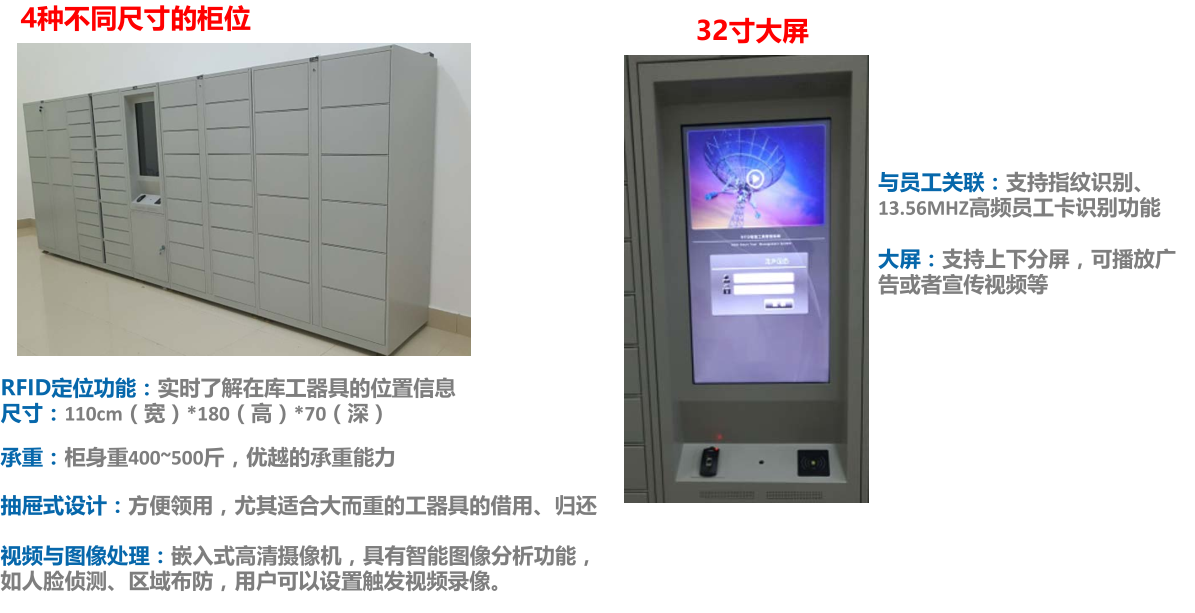 4种不同尺寸的柜位
RFID定位功能：实时了解在库工器具的位置信息
尺寸：110cm（宽）*180（高）*70（深）
承重：柜身重400~500斤，优越的承重能力
抽屉式设计：方便领用，尤其适合大而重的工器具的借用、归还
视频与图像处理：嵌入式高清摄像机，具有智能图像分析功能，
如人脸侦测、区域布防，用户可以设置触发视频录像。
32寸大屏
与员工关联：支持指纹识别、
13.56MHZ高频员工卡识别功能
大屏：支持上下分屏，可播放广
告或者宣传视频等